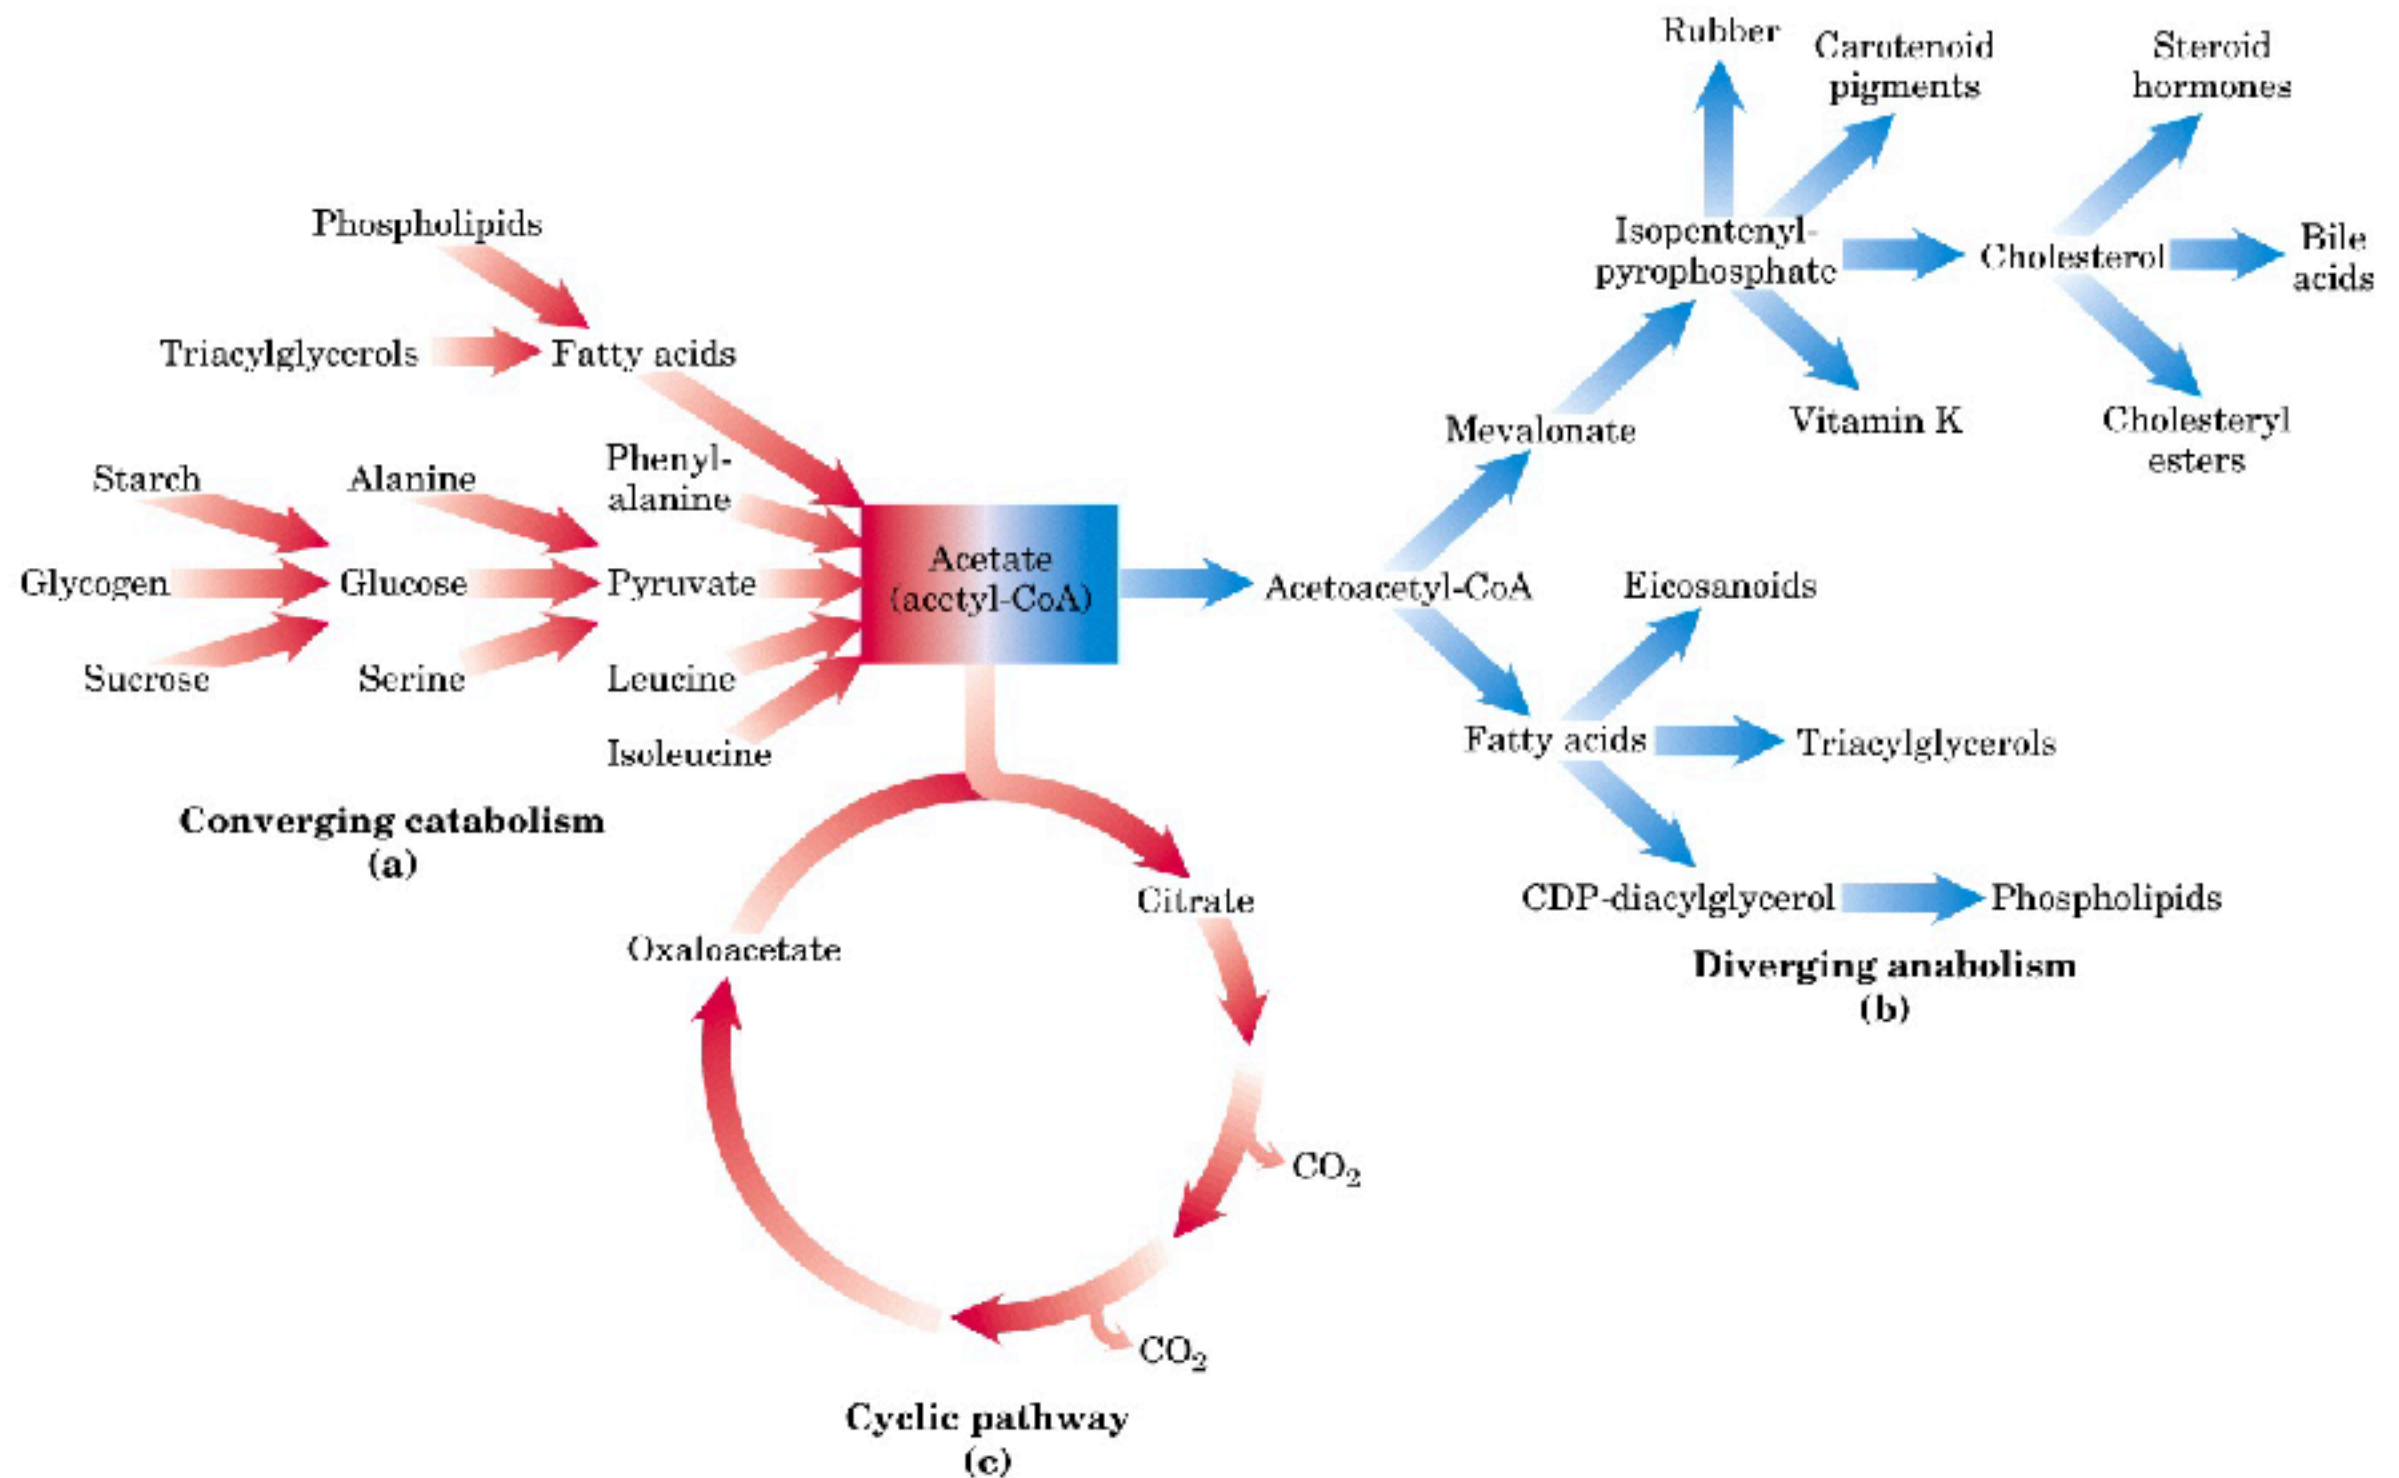 Rubber
Carotenoid
pigments
Steroid
hormones
Phospholipids
Isopentenyl-
pyrophosphate
Cholesterol
Bile
acids
Triacylglycerols
Fatty acids
Mevalonate
Vitamin K
Cholesteryl
esters
Starch
Alanine
Phenyl-
alanine
Glycogen
Glucose
Pyruvate
Acetate
(acetyl-CoA)
Acetoacetyl-CoA
Eicosanoids
Sucrose
Serine
Leucine
Isoleucine
Fatty acids
Triacylglycerols
Converging catabolism
(a)
Citrate
CDP-diacylglycerol
Phospholipids
Oxaloacetate
Diverging anabolism
(b)
CO₂
CO₂
Cyclic pathway
(c)